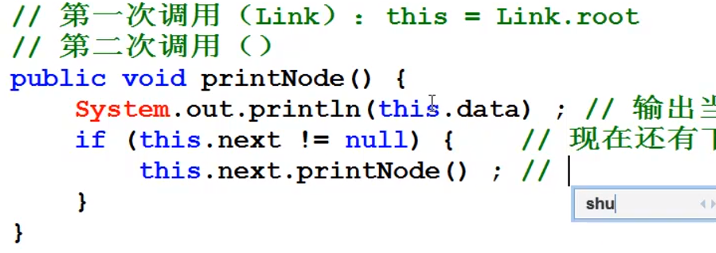 // 第一次调用（Link）：this = Link.root
// 第二次调用（）
public void printNode() {
System.out.println(this.data) ; // 输出当
if (this.next != null) { // 现在还有下
this.next.printNode() ; //
shu
}
}